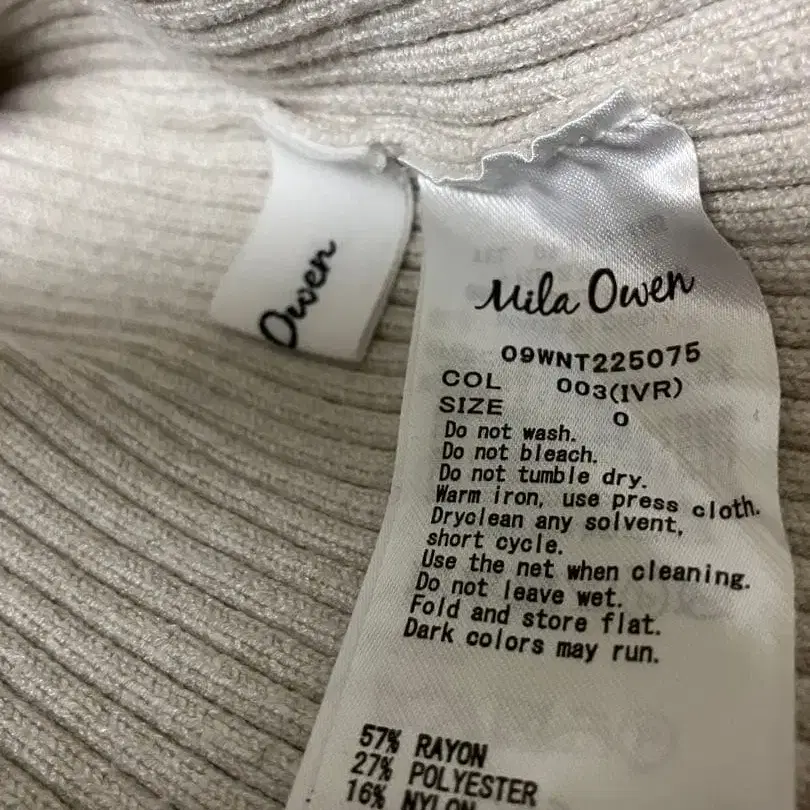 Owen
Mila Owen
09WNT225075
COL 003(IVR)
SIZE 0
Do not wash.
Do not bleach.
Do not tumble dry.
Warm iron, use press cloth.
Dryclean any solvent,
short cycle.
Use the net when cleaning.
Do not leave wet.
Fold and store flat.
Dark colors may run.
57% RAYON
27% POLYESTER
16% NYLON